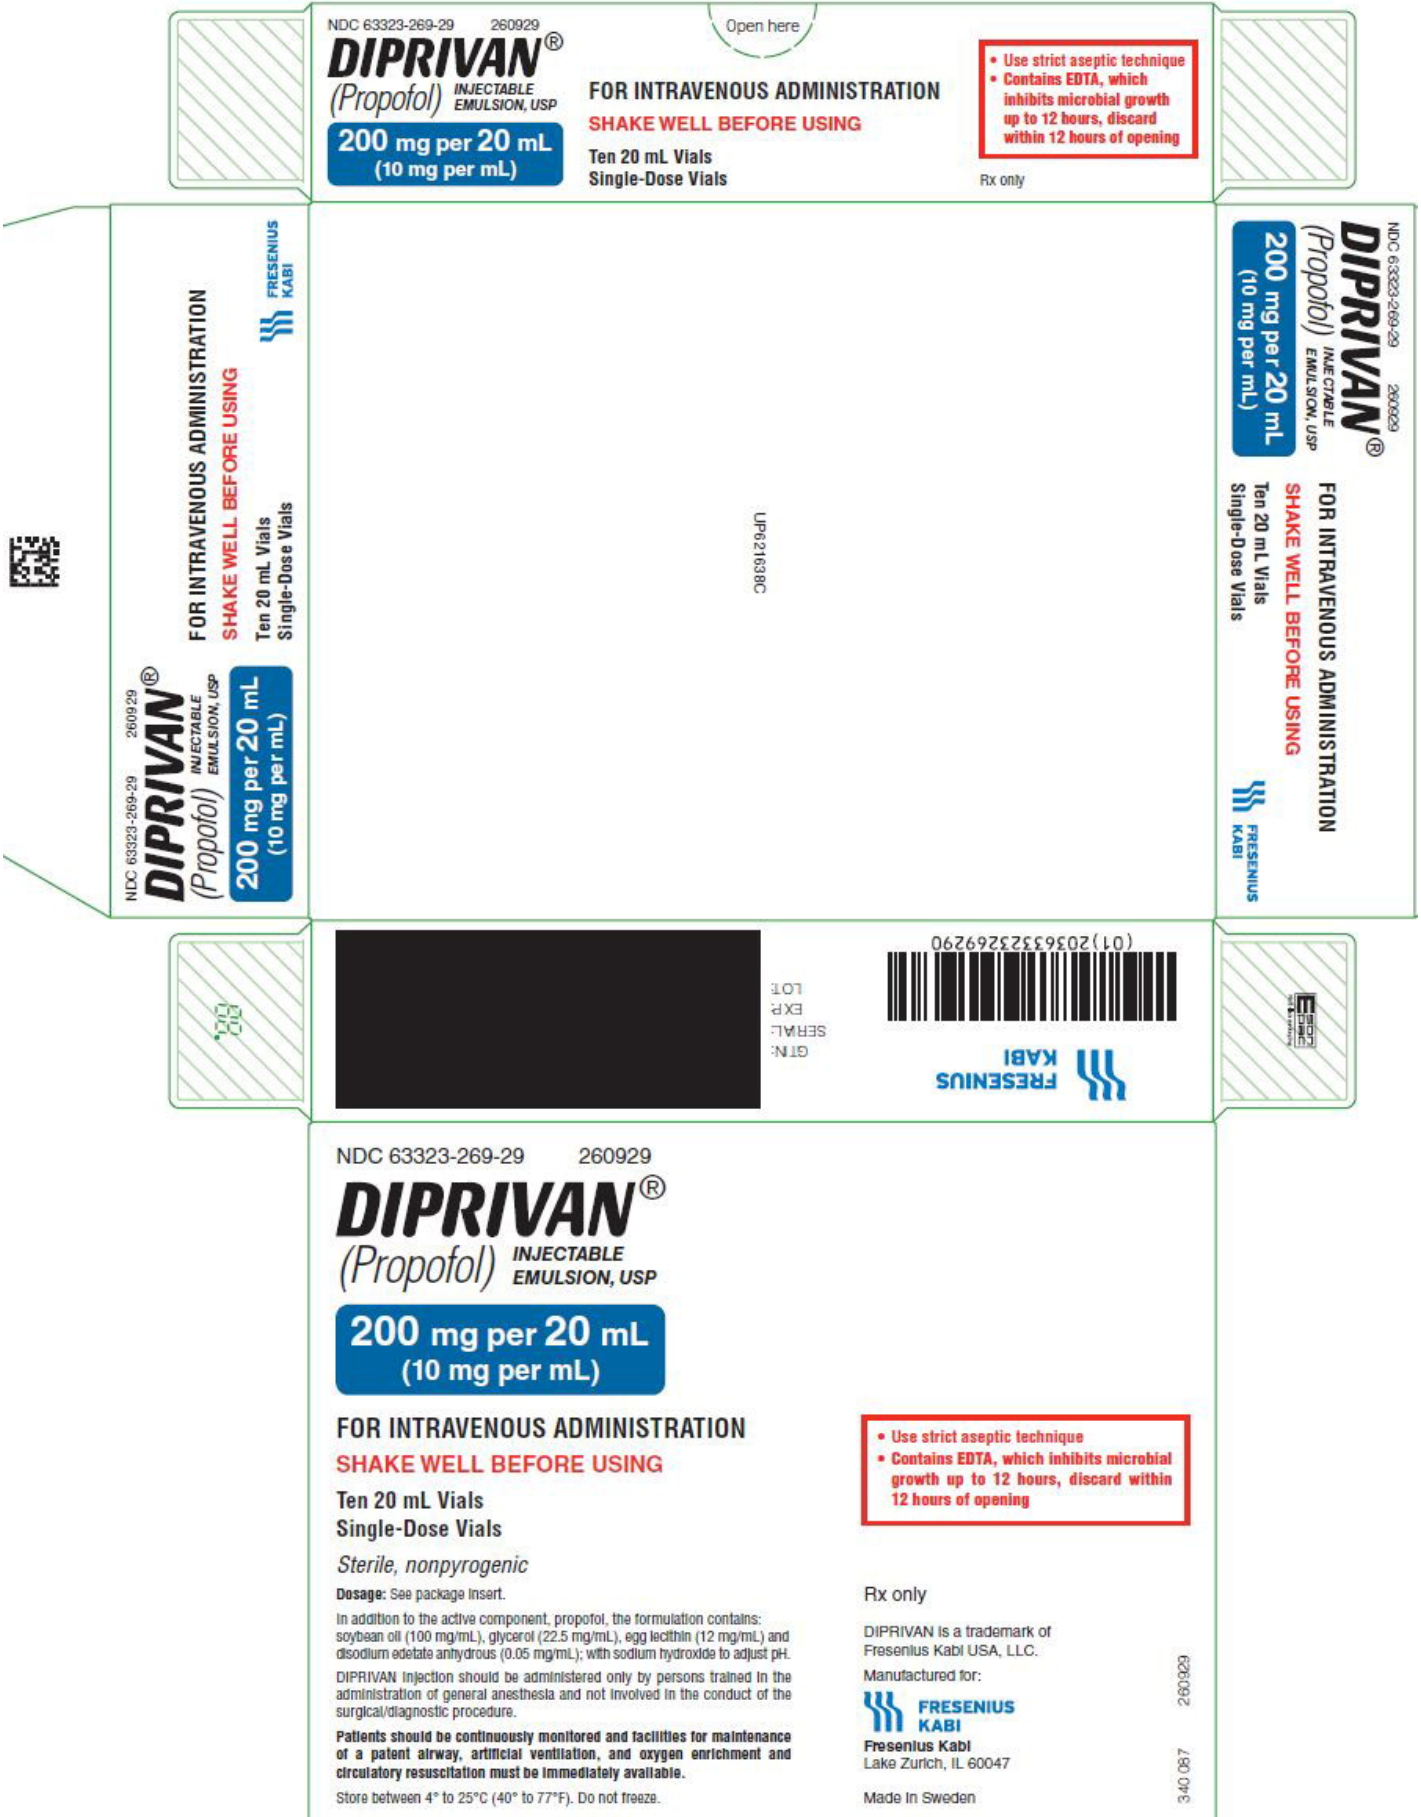 NDC 63323-269-29 260929
DIPRIVAN®
(Propofol) INJECTABLE
EMULSION, USP
200 mg per 20 mL
(10 mg per mL)
Open here
FOR INTRAVENOUS ADMINISTRATION
SHAKE WELL BEFORE USING
Ten 20 mL Vials
Single-Dose Vials
• Use strict aseptic technique
• Contains EDTA, which
inhibits microbial growth
up to 12 hours, discard
within 12 hours of opening
Rx only
NDC 63323-269-29 260929
DIPRIVAN®
(Propofol) INJECTABLE
EMULSION, USP
200 mg per 20 mL
(10 mg per mL)
FOR INTRAVENOUS ADMINISTRATION
SHAKE WELL BEFORE USING
Ten 20 mL Vials
Single-Dose Vials
FRESENIUS
KABI
UP621638C
NDC 63323-269-29 260929
DIPRIVAN®
(Propofol) INJECTABLE
EMULSION, USP
200 mg per 20 mL
(10 mg per mL)
FOR INTRAVENOUS ADMINISTRATION
SHAKE WELL BEFORE USING
Ten 20 mL Vials
Single-Dose Vials
FRESENIUS
KABI
GTIN:
SERIAL:
EXP:
LOT:
FRESENIUS
KABI
(01)20363323269290
NDC 63323-269-29 260929
DIPRIVAN®
(Propofol) INJECTABLE
EMULSION, USP
200 mg per 20 mL
(10 mg per mL)
FOR INTRAVENOUS ADMINISTRATION
SHAKE WELL BEFORE USING
Ten 20 mL Vials
Single-Dose Vials
Sterile, nonpyrogenic
Dosage: See package insert.
In addition to the active component, propofol, the formulation contains:
soybean oil (100 mg/mL), glycerol (22.5 mg/mL), egg lecithin (12 mg/mL) and
disodium edetate anhydrous (0.05 mg/mL); with sodium hydroxide to adjust pH.
DIPRIVAN Injection should be administered only by persons trained in the
administration of general anesthesia and not involved in the conduct of the
surgical/diagnostic procedure.
Patients should be continuously monitored and facilities for maintenance
of a patent airway, artificial ventilation, and oxygen enrichment and
circulatory resuscitation must be immediately available.
Store between 4° to 25°C (40° to 77°F). Do not freeze.
• Use strict aseptic technique
• Contains EDTA, which inhibits microbial
growth up to 12 hours, discard within
12 hours of opening
Rx only
DIPRIVAN is a trademark of
Fresenius Kabi USA, LLC.
Manufactured for:
FRESENIUS
KABI
Fresenius Kabi
Lake Zurich, IL 60047
Made in Sweden
340 087 260929